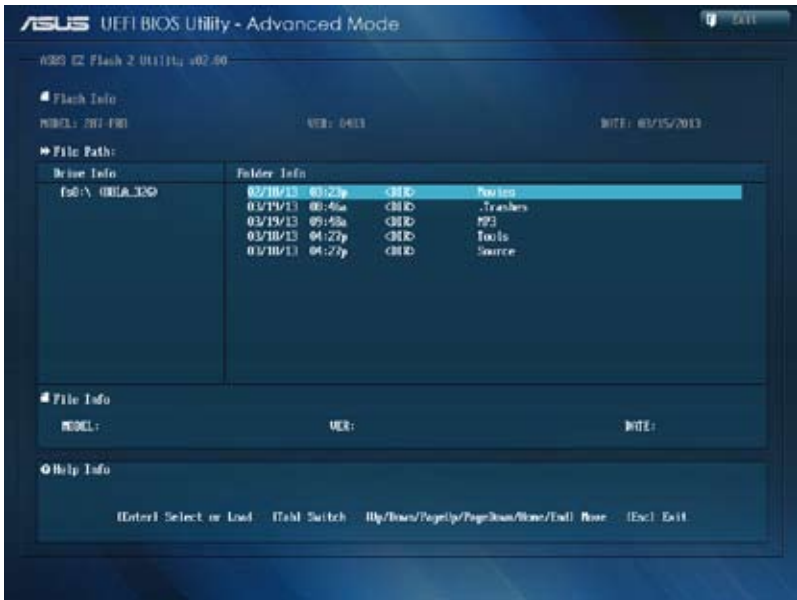 ASUS UEFI BIOS Utility - Advanced Mode
EXIT
ASUS EZ Flash 2 Utility v02.00
Flash Info
MODEL: Z87-PRO VER: 0413 DATE: 03/15/2013
File Path:
Drive Info Folder Info
fs0:\
02/18/13 03:23p <DIR> Movies
03/19/13 08:46a <DIR> .Trashes
03/19/13 09:48a <DIR> MP3
03/18/13 04:27p <DIR> Tools
03/18/13 04:27p <DIR> Source
File Info
MODEL: VER: DATE:
Help Info
[Enter] Select or Load [Tab] Switch [Up/Down/PageUp/PageDown/Home/End] Move [Esc] Exit